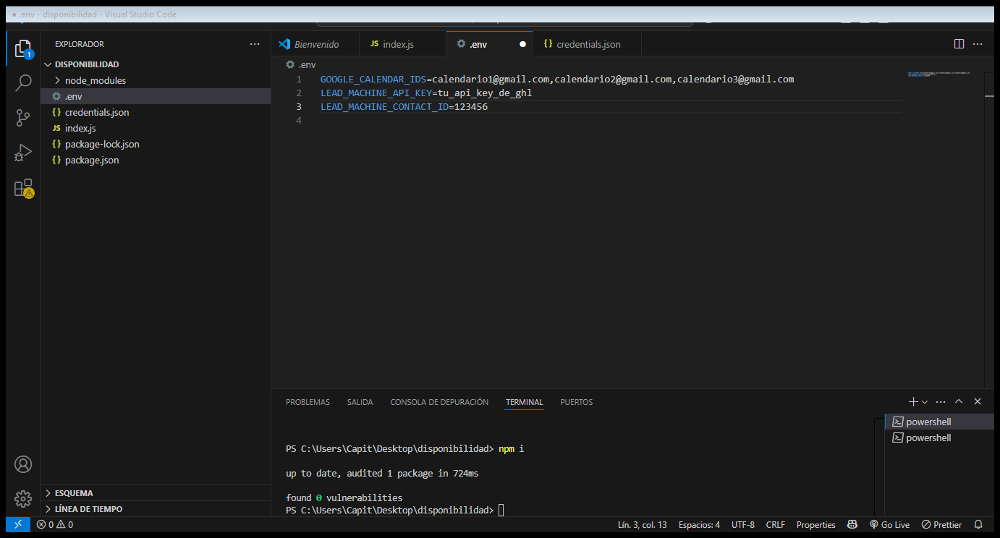 .env - disponibilidad - Visual Studio Code
EXPLORADOR
1
DISPONIBILIDAD
node_modules
.env
credentials.json
index.js
package-lock.json
package.json
ESQUEMA
LÍNEA DE TIEMPO
Bienvenido
JS index.js
.env
{} credentials.json
.env
1 GOOGLE_CALENDAR_IDS=calendario1@gmail.com,calendario2@gmail.com,calendario3@gmail.com
2 LEAD_MACHINE_API_KEY=tu_api_key_de_ghl
3 LEAD_MACHINE_CONTACT_ID=123456
4
PROBLEMAS SALIDA CONSOLA DE DEPURACIÓN TERMINAL PUERTOS
PS C:\Users\Capit\Desktop\disponibilidad> npm i
up to date, audited 1 package in 724ms
found 0 vulnerabilities
PS C:\Users\Capit\Desktop\disponibilidad>
powershell
powershell
0 0
Lín. 3, col. 13 Espacios: 4 UTF-8 CRLF Properties Go Live Prettier